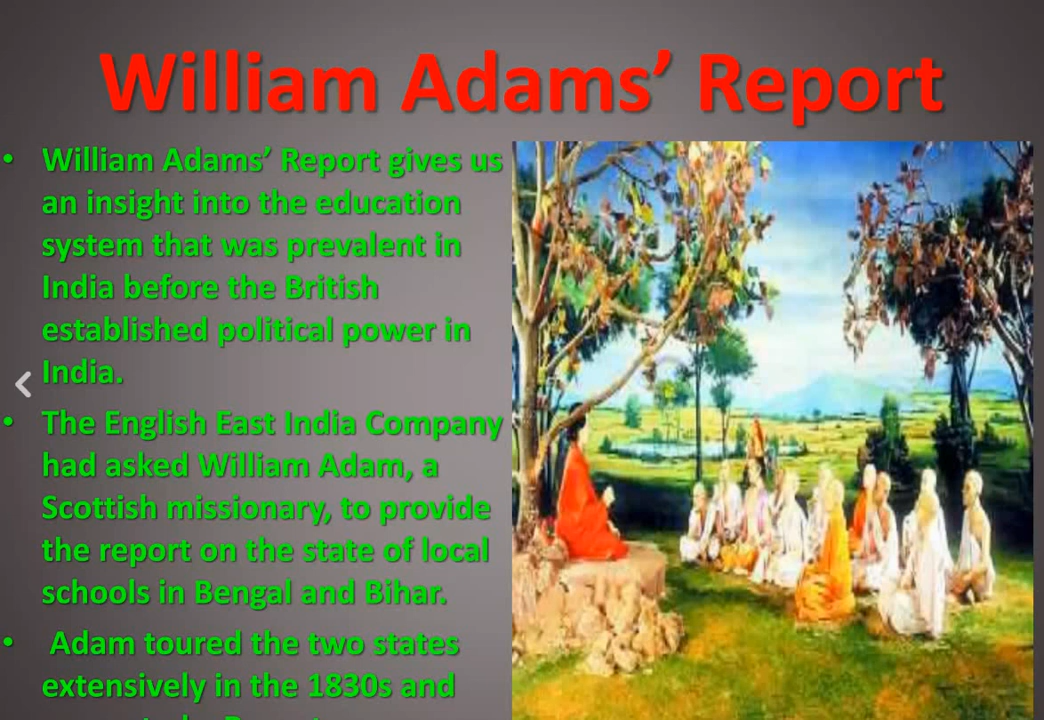 William Adams’ Report
• William Adams’ Report gives us
an insight into the education
system that was prevalent in
India before the British
established political power in
India.
• The English East India Company
had asked William Adam, a
Scottish missionary, to provide
the report on the state of local
schools in Bengal and Bihar.
• Adam toured the two states
extensively in the 1830s and